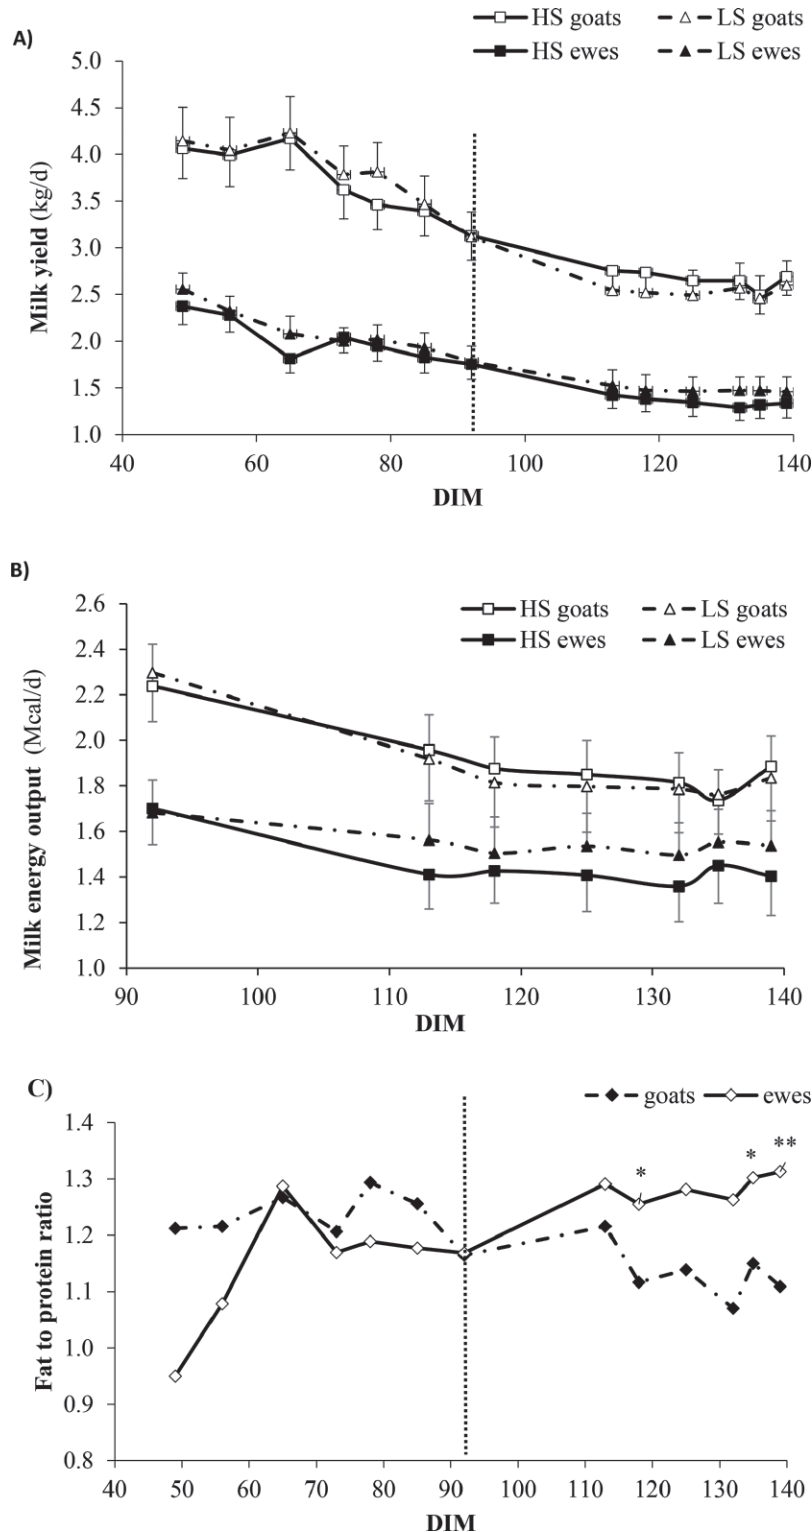 HS goats LS goats
A) HS ewes LS ewes
5.0
4.5
4.0
3.5
3.0
2.5
2.0
1.5
1.0
Milk yield (kg/d)
40 60 80 100 120 140
DIM
B)
2.6
2.4
2.2
2.0
1.8
1.6
1.4
1.2
1.0
Milk energy output (Mcal/d)
HS goats LS goats
HS ewes LS ewes
90 100 110 120 130 140
DIM
C) goats ewes
1.4
1.3
1.2
1.1
1.0
0.9
0.8
Fat to protein ratio
* * **
40 50 60 70 80 90 100 110 120 130 140
DIM